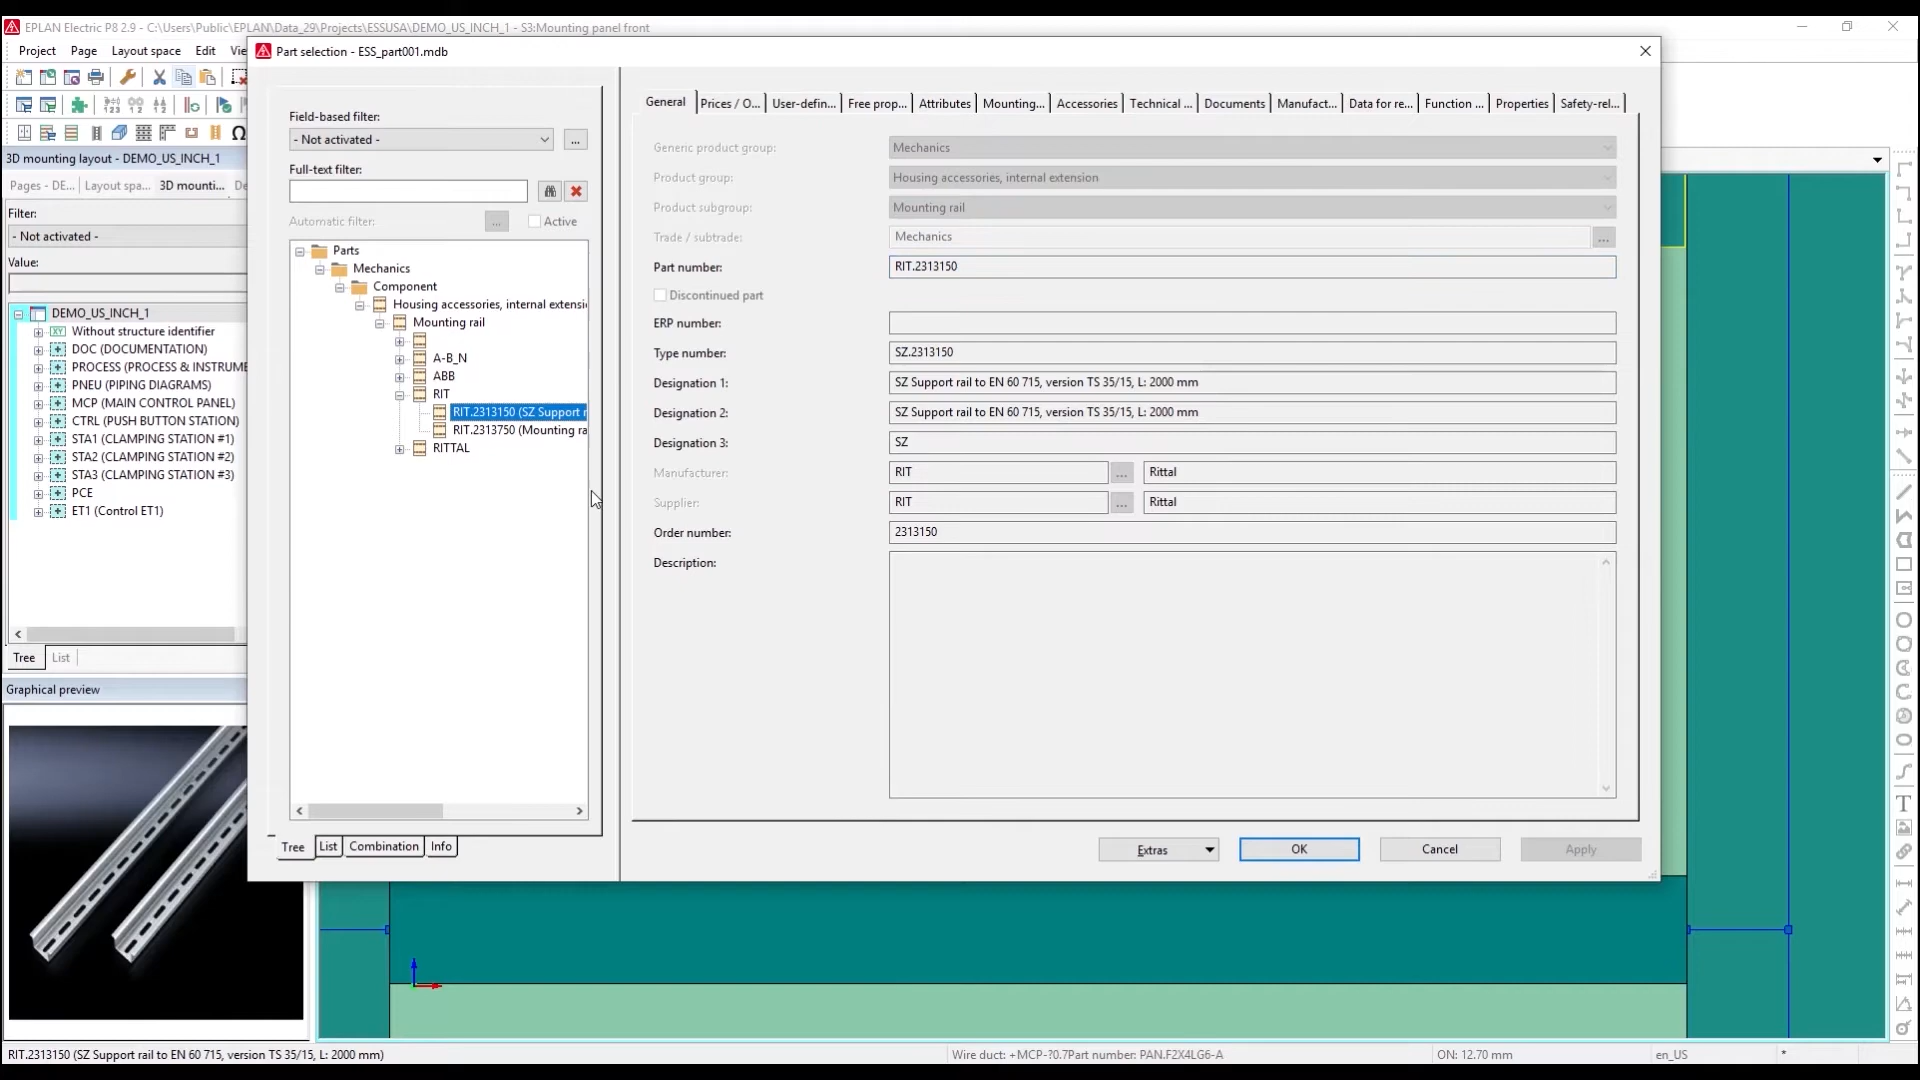 EPLAN Electric P8 2.9 - C:\Users\Public\EPLAN\Data_29\Projects\ESSUSA\DEMO_US_INCH_1 - S3:Mounting panel front
Project Page Layout space Edit Vie
Part selection - ESS_part001.mdb
3D mounting layout - DEMO_US_INCH_1
Pages - DE... Layout spa... 3D mounti... De
Filter:
- Not activated -
Value:
DEMO_US_INCH_1
Without structure identifier
DOC (DOCUMENTATION)
PROCESS (PROCESS & INSTRUME
PNEU (PIPING DIAGRAMS)
MCP (MAIN CONTROL PANEL)
CTRL (PUSH BUTTON STATION)
STA1 (CLAMPING STATION #1)
STA2 (CLAMPING STATION #2)
STA3 (CLAMPING STATION #3)
PCE
ET1 (Control ET1)
Tree List
Graphical preview
Field-based filter:
- Not activated -
...
Full-text filter:
Automatic filter:
...
Active
Parts
Mechanics
Component
Housing accessories, internal extensi
Mounting rail
A-B_N
ABB
RIT
RIT.2313150 (SZ Support r
RIT.2313750 (Mounting ra
RITTAL
Tree List Combination Info
General Prices / O... User-defin... Free prop... Attributes Mounting... Accessories Technical ... Documents Manufact... Data for re... Function ... Properties Safety-rel...
Generic product group: Mechanics
Product group: Housing accessories, internal extension
Product subgroup: Mounting rail
Trade / subtrade: Mechanics ...
Part number: RIT.2313150
Discontinued part
ERP number:
Type number: SZ.2313150
Designation 1: SZ Support rail to EN 60 715, version TS 35/15, L: 2000 mm
Designation 2: SZ Support rail to EN 60 715, version TS 35/15, L: 2000 mm
Designation 3: SZ
Manufacturer: RIT ... Rittal
Supplier: RIT ... Rittal
Order number: 2313150
Description:
Extras OK Cancel Apply
RIT.2313150 (SZ Support rail to EN 60 715, version TS 35/15, L: 2000 mm)
Wire duct: +MCP-?0.7Part number: PAN.F2X4LG6-A
ON: 12.70 mm
en_US
*